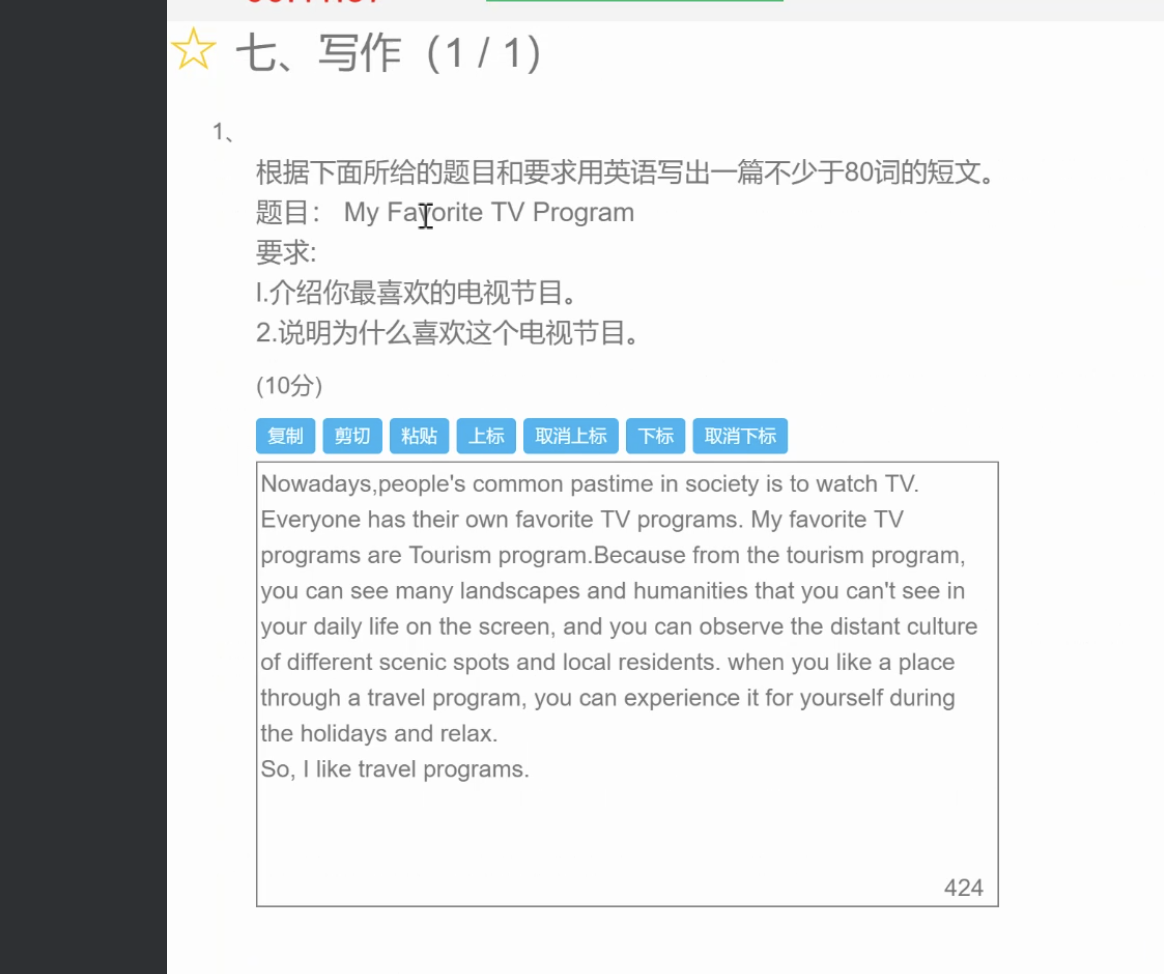 七、写作（1 / 1）
1、
根据下面所给的题目和要求用英语写出一篇不少于80词的短文。
题目： My Favorite TV Program
要求:
I.介绍你最喜欢的电视节目。
2.说明为什么喜欢这个电视节目。
(10分)
复制 剪切 粘贴 上标 取消上标 下标 取消下标
Nowadays,people's common pastime in society is to watch TV.
Everyone has their own favorite TV programs. My favorite TV
programs are Tourism program.Because from the tourism program,
you can see many landscapes and humanities that you can't see in
your daily life on the screen, and you can observe the distant culture
of different scenic spots and local residents. when you like a place
through a travel program, you can experience it for yourself during
the holidays and relax.
So, I like travel programs.
424